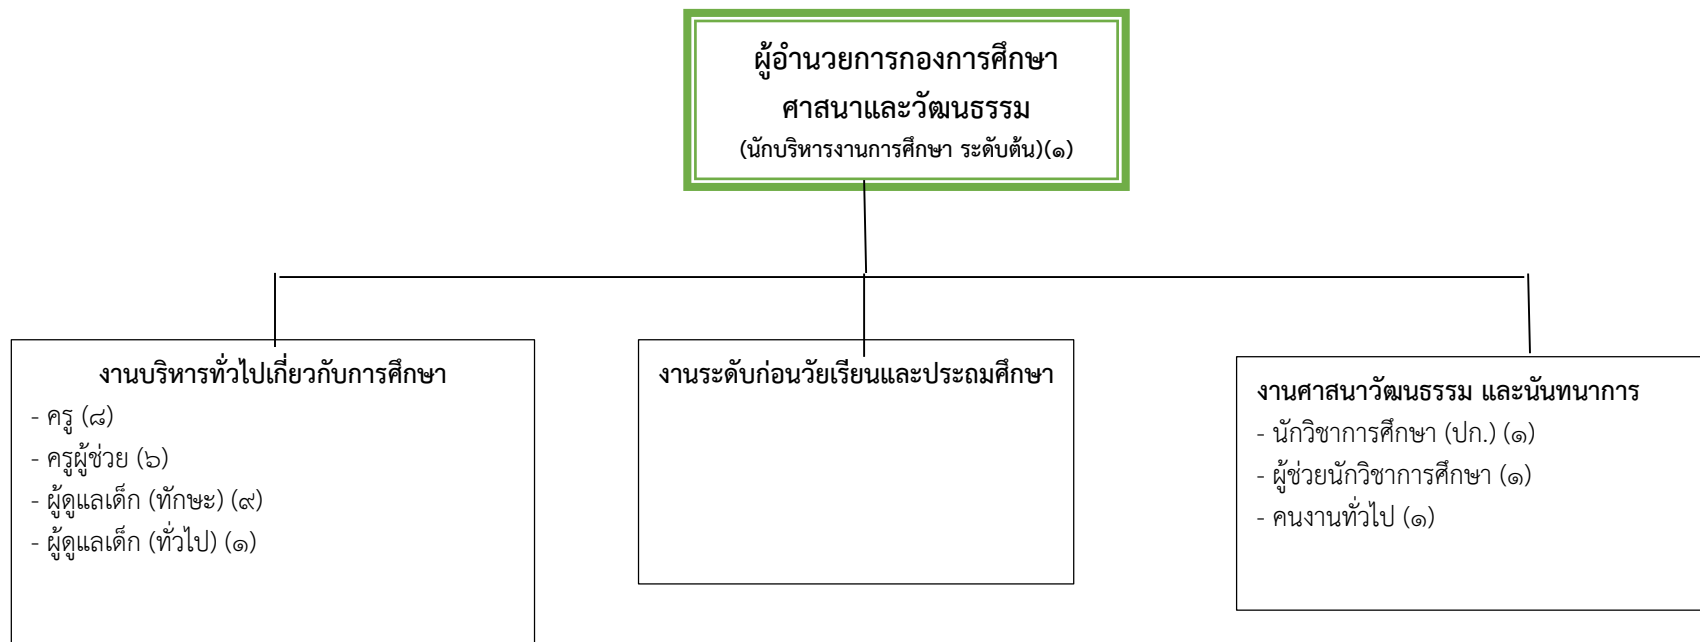 ผู้อำนวยการกองการศึกษา
ศาสนาและวัฒนธรรม
(นักบริหารงานการศึกษา ระดับต้น)(๑)
งานบริหารทั่วไปเกี่ยวกับการศึกษา
- ครู (๘)
- ครูผู้ช่วย (๖)
- ผู้ดูแลเด็ก (ทักษะ) (๙)
- ผู้ดูแลเด็ก (ทั่วไป) (๑)
งานระดับก่อนวัยเรียนและประถมศึกษา
งานศาสนาวัฒนธรรม และนันทนาการ
- นักวิชาการศึกษา (ปก.) (๑)
- ผู้ช่วยนักวิชาการศึกษา (๑)
- คนงานทั่วไป (๑)